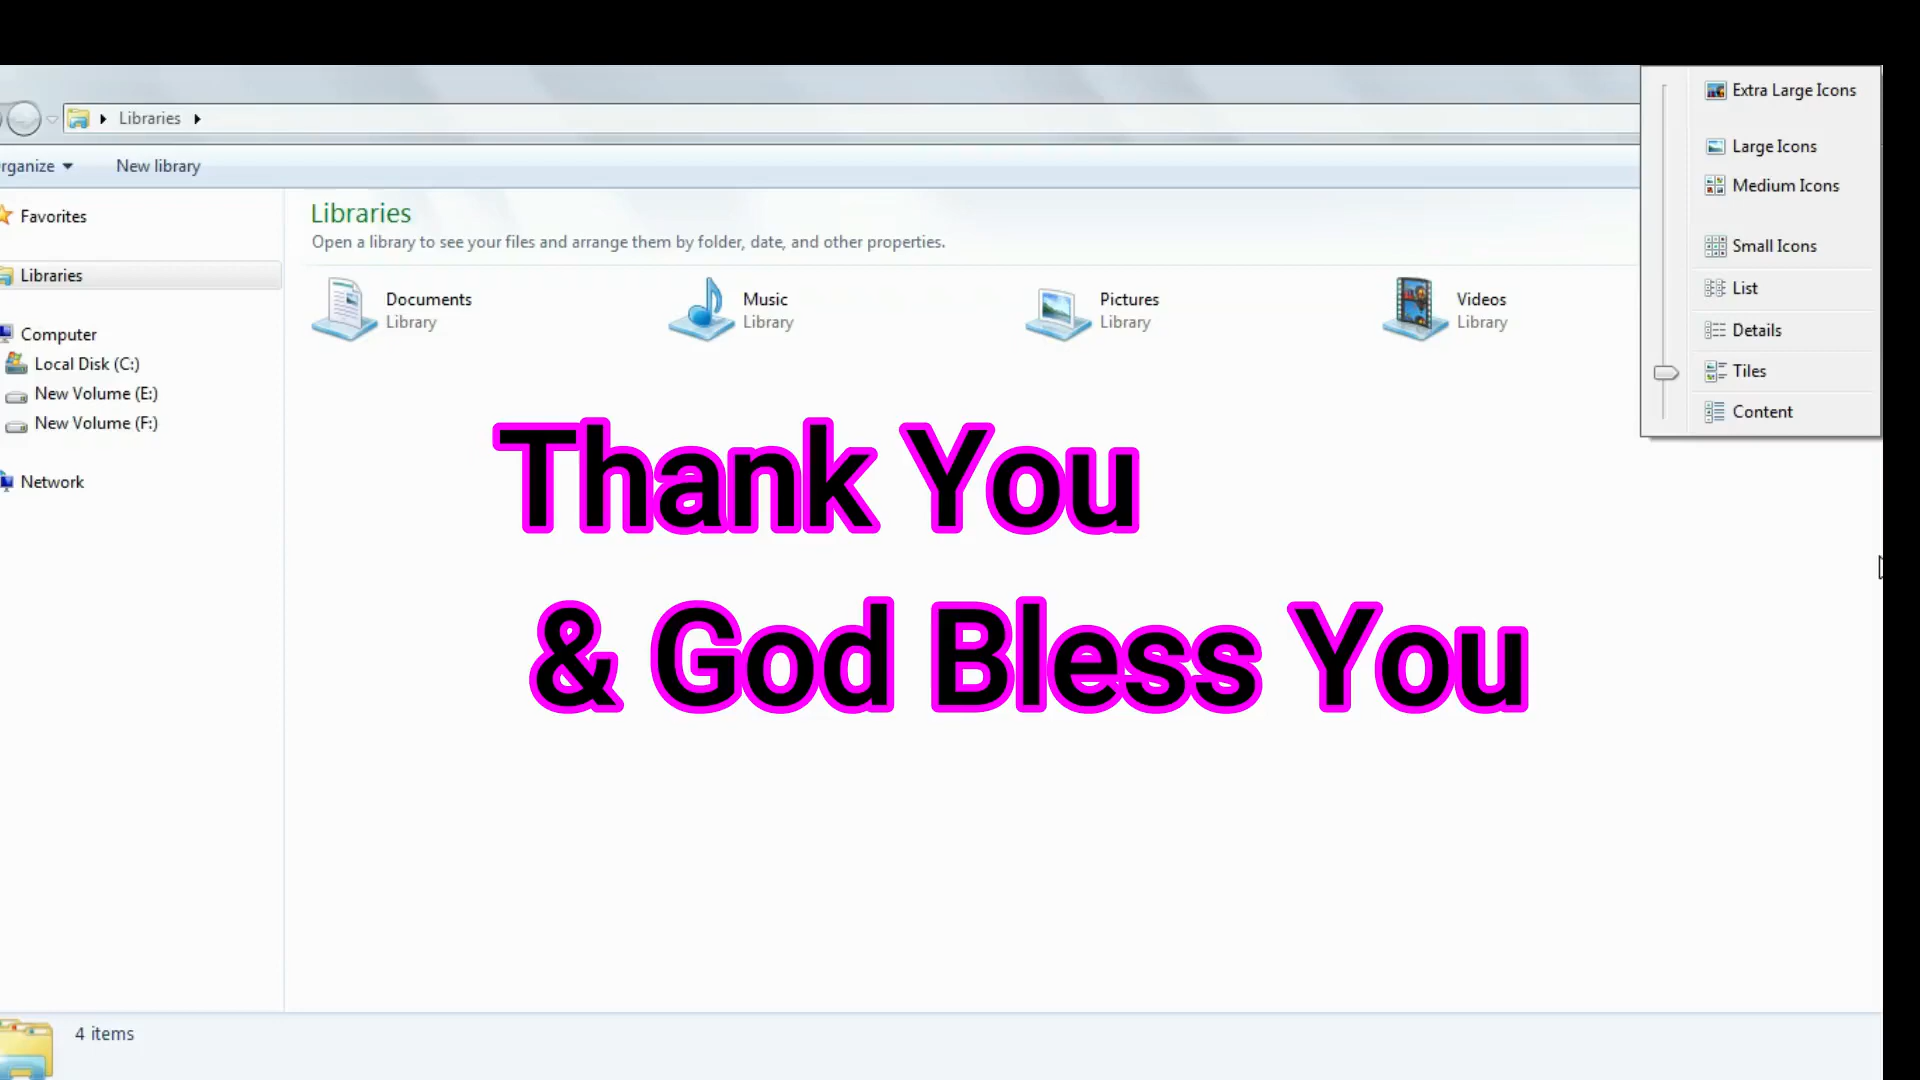 Libraries
rganize
New library
Favorites
Libraries
Computer
Local Disk (C:)
New Volume (E:)
New Volume (F:)
Network
Libraries
Open a library to see your files and arrange them by folder, date, and other properties.
Documents
Library
Music
Library
Pictures
Library
Videos
Library
Extra Large Icons
Large Icons
Medium Icons
Small Icons
List
Details
Tiles
Content
Thank You
& God Bless You
4 items